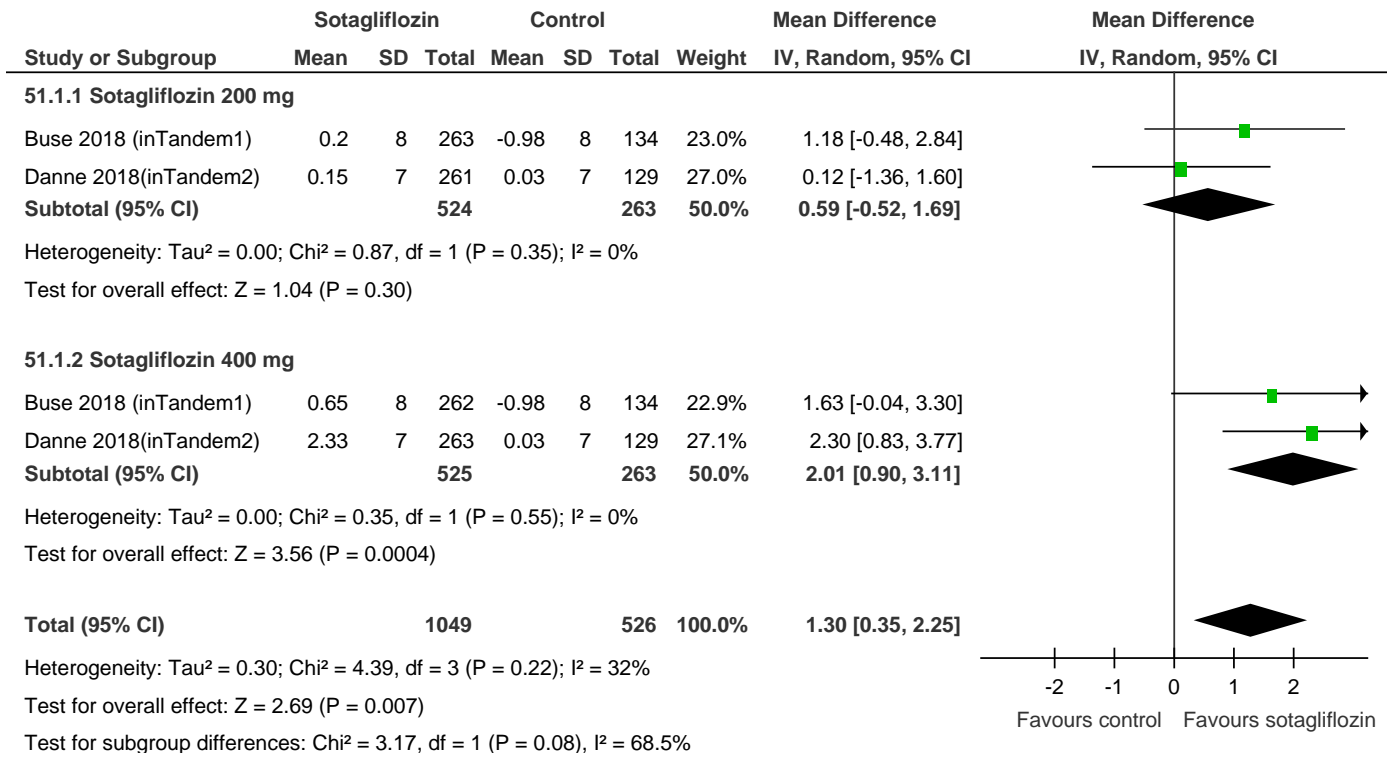 Sotagliflozin Control Mean Difference Mean Difference
Study or Subgroup Mean SD Total Mean SD Total Weight IV, Random, 95% CI IV, Random, 95% CI
51.1.1 Sotagliflozin 200 mg
Buse 2018 (inTandem1) 0.2 8 263 -0.98 8 134 23.0% 1.18 [-0.48, 2.84]
Danne 2018(inTandem2) 0.15 7 261 0.03 7 129 27.0% 0.12 [-1.36, 1.60]
Subtotal (95% CI) 524 263 50.0% 0.59 [-0.52, 1.69]
Heterogeneity: Tau² = 0.00; Chi² = 0.87, df = 1 (P = 0.35); I² = 0%
Test for overall effect: Z = 1.04 (P = 0.30)
51.1.2 Sotagliflozin 400 mg
Buse 2018 (inTandem1) 0.65 8 262 -0.98 8 134 22.9% 1.63 [-0.04, 3.30]
Danne 2018(inTandem2) 2.33 7 263 0.03 7 129 27.1% 2.30 [0.83, 3.77]
Subtotal (95% CI) 525 263 50.0% 2.01 [0.90, 3.11]
Heterogeneity: Tau² = 0.00; Chi² = 0.35, df = 1 (P = 0.55); I² = 0%
Test for overall effect: Z = 3.56 (P = 0.0004)
Total (95% CI) 1049 526 100.0% 1.30 [0.35, 2.25]
Heterogeneity: Tau² = 0.30; Chi² = 4.39, df = 3 (P = 0.22); I² = 32%
Test for overall effect: Z = 2.69 (P = 0.007)
Test for subgroup differences: Chi² = 3.17, df = 1 (P = 0.08), I² = 68.5%
-2 -1 0 1 2
Favours control Favours sotagliflozin